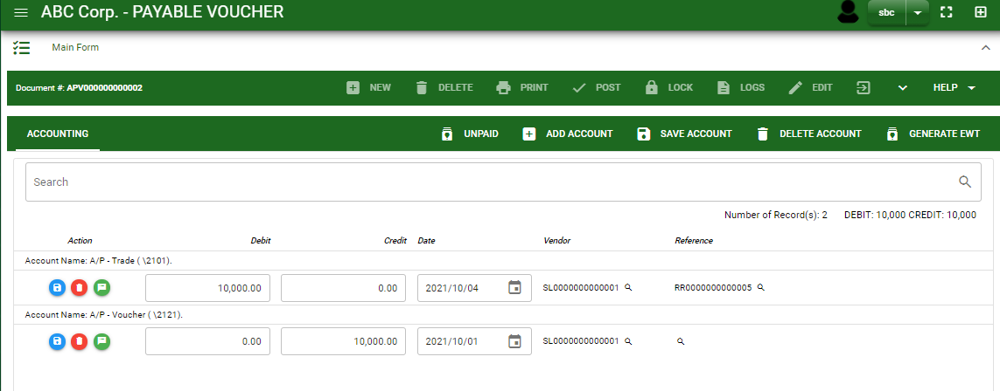 ABC Corp. - PAYABLE VOUCHER
sbc
Main Form
Document #: APV000000000002 NEW DELETE PRINT POST LOCK LOGS EDIT HELP
ACCOUNTING UNPAID ADD ACCOUNT SAVE ACCOUNT DELETE ACCOUNT GENERATE EWT
Search
Number of Record(s): 2 DEBIT: 10,000 CREDIT: 10,000
Action Debit Credit Date Vendor Reference
Account Name: A/P - Trade ( \2101).
10,000.00 0.00 2021/10/04 SL0000000000001 RR0000000000005
Account Name: A/P - Voucher ( \2121).
0.00 10,000.00 2021/10/01 SL0000000000001